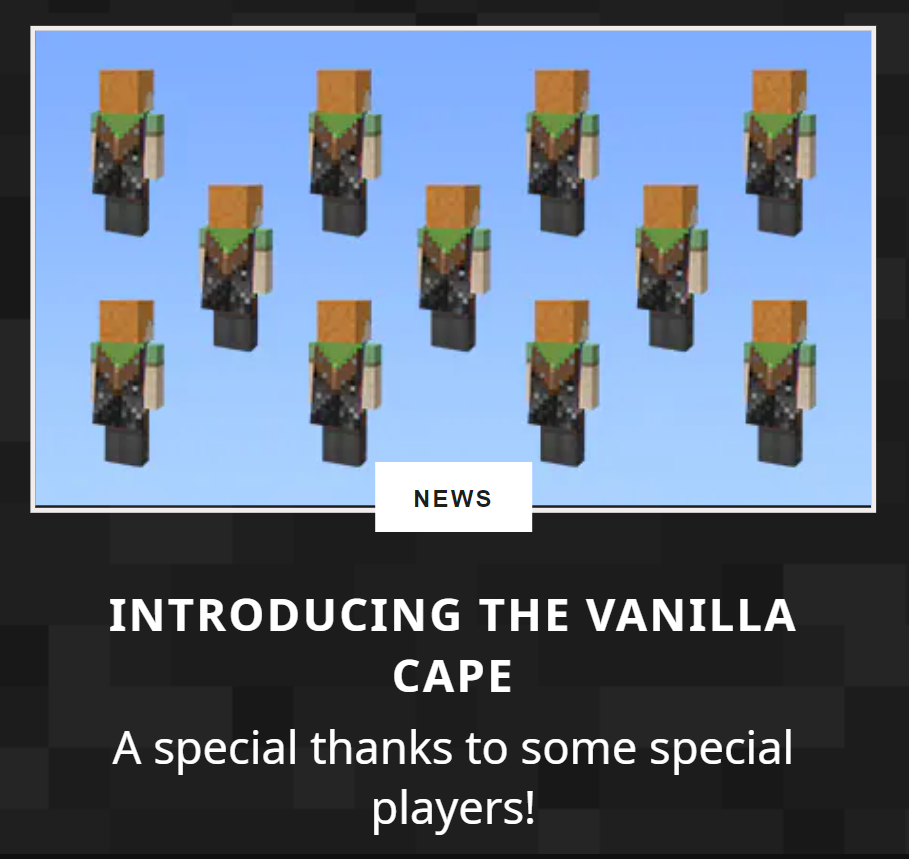 NEWS
INTRODUCING THE VANILLA
CAPE
A special thanks to some special
players!